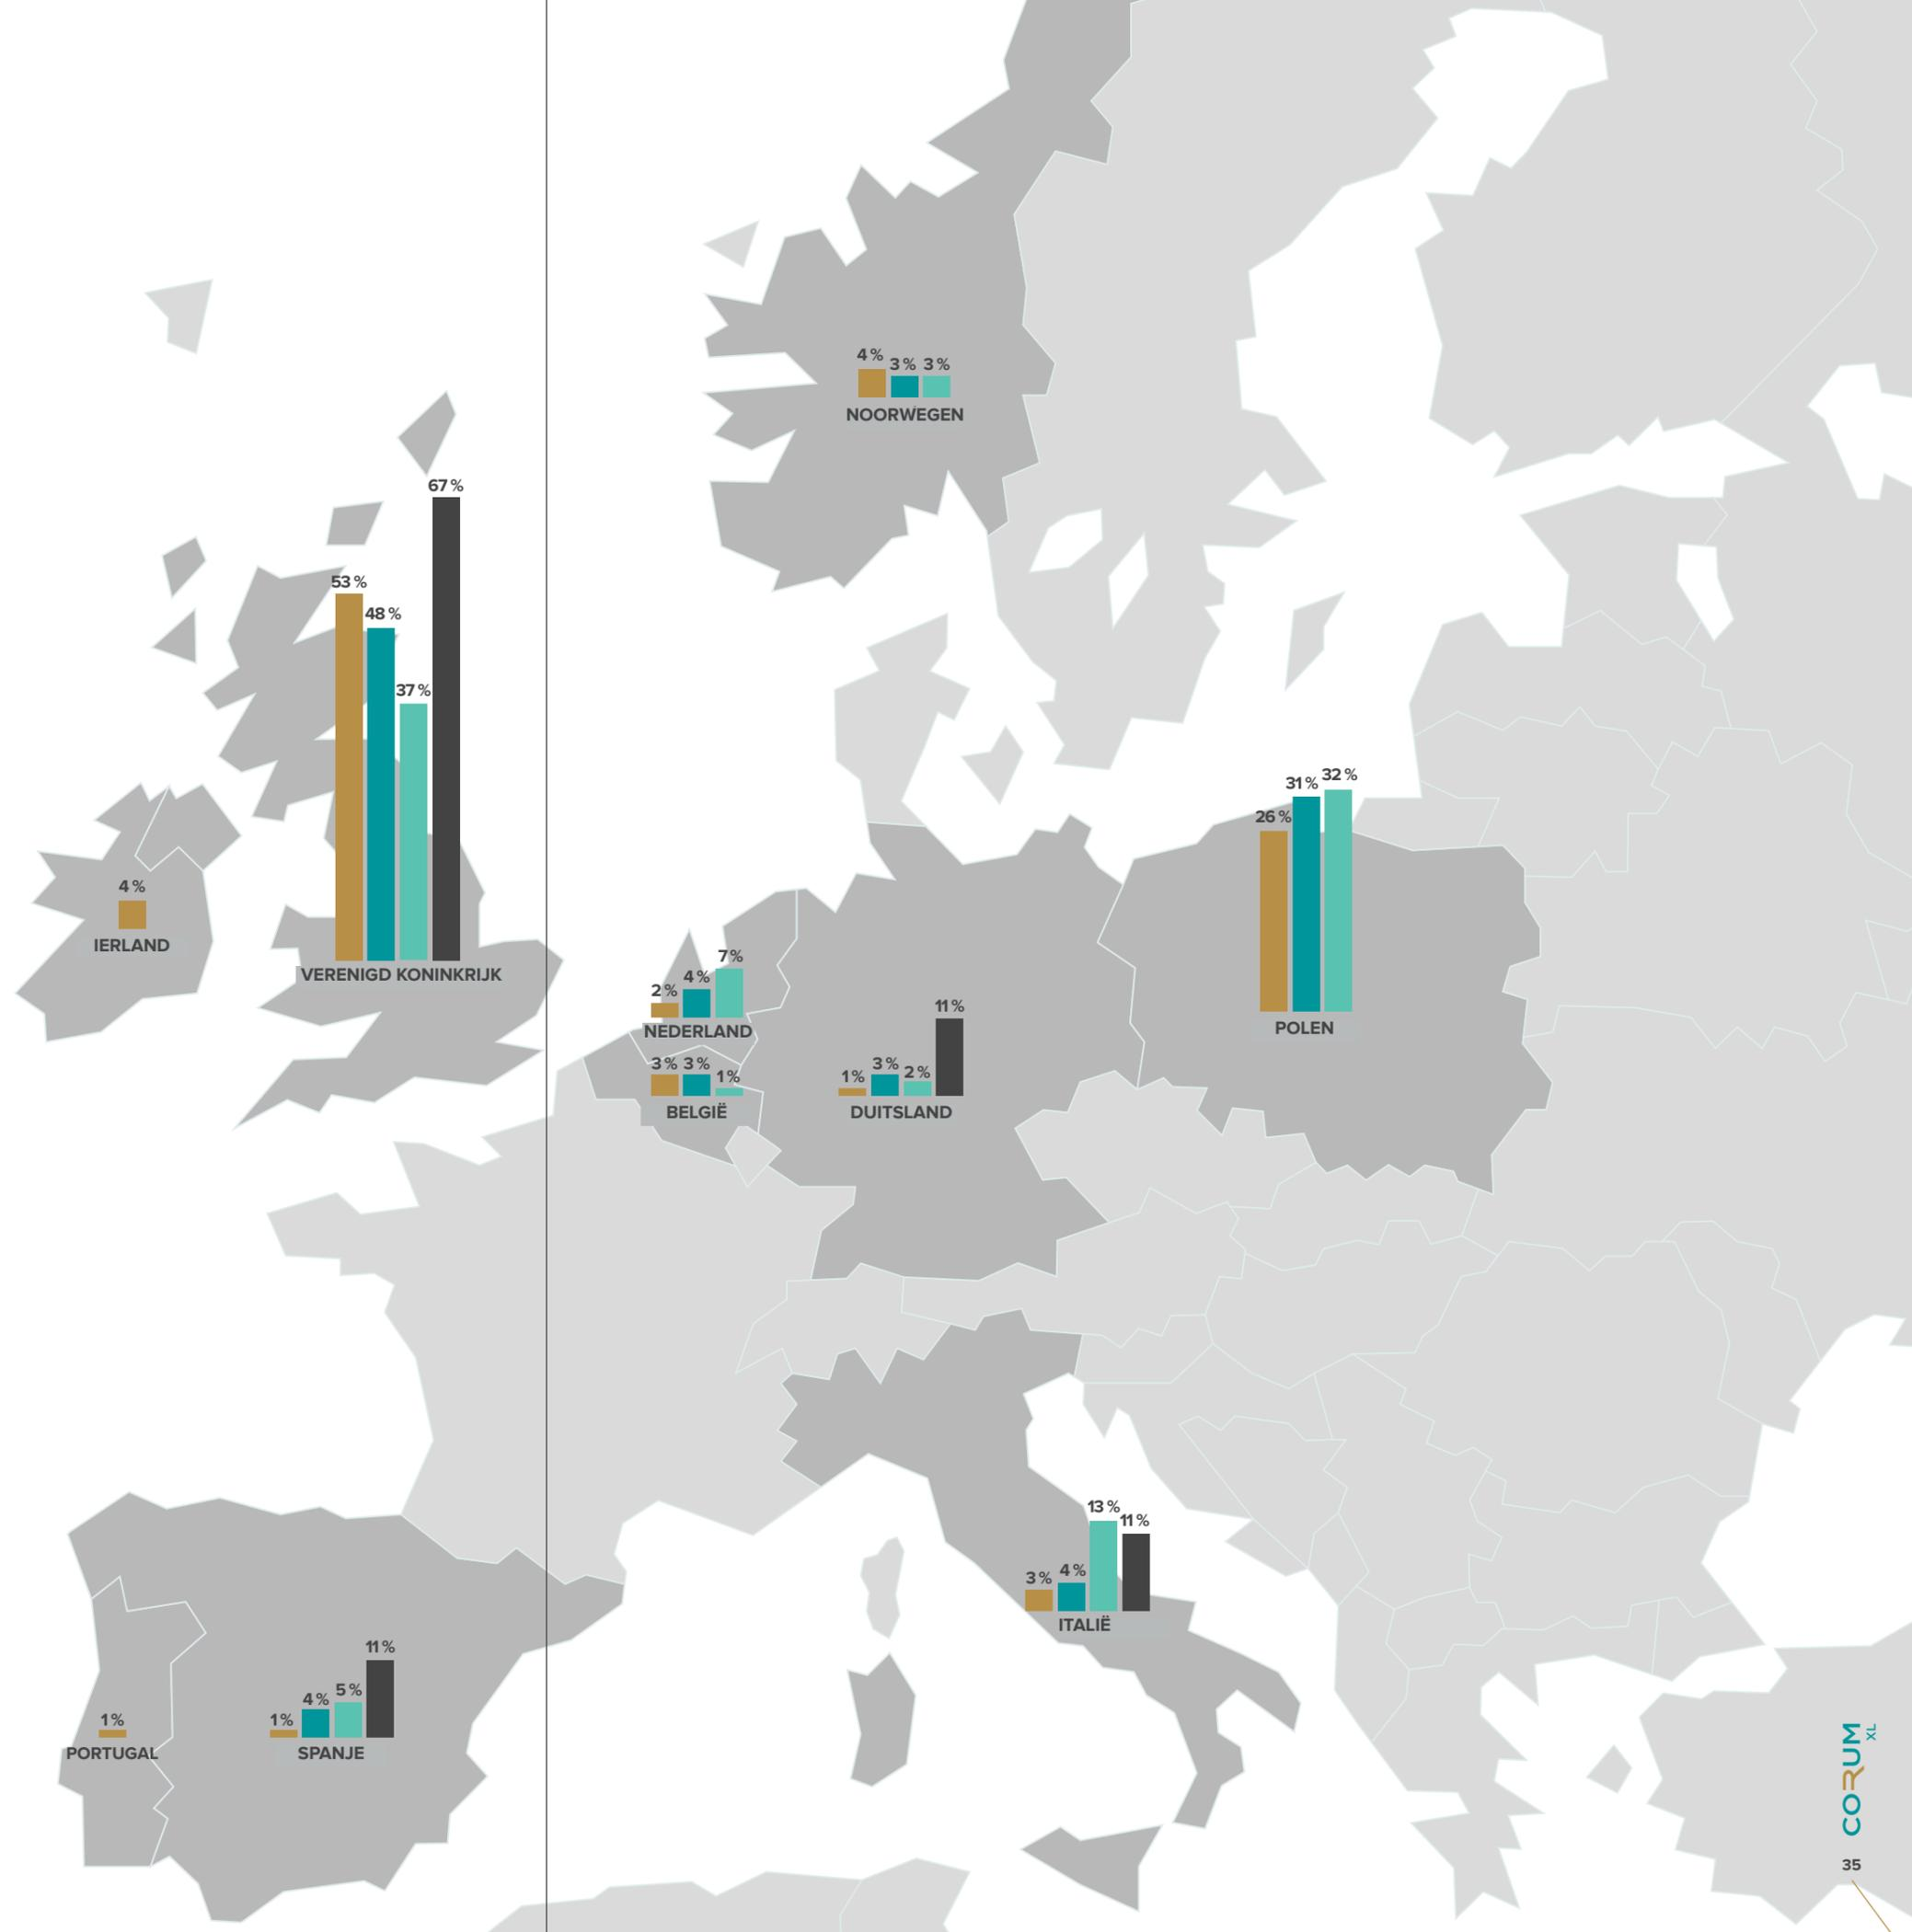 4 % 3 % 3 %
NOORWEGEN
53 % 48 % 37 % 67 %
VERENIGD KONINKRIJK
4 %
IERLAND
26 % 31 % 32 %
POLEN
2 % 4 % 7 %
NEDERLAND
3 % 3 % 1 %
BELGIË
1 % 3 % 2 % 11 %
DUITSLAND
3 % 4 % 13 % 11 %
ITALIË
1 %
PORTUGAL
1 % 4 % 5 % 11 %
SPANJE
CORUM
XL
35